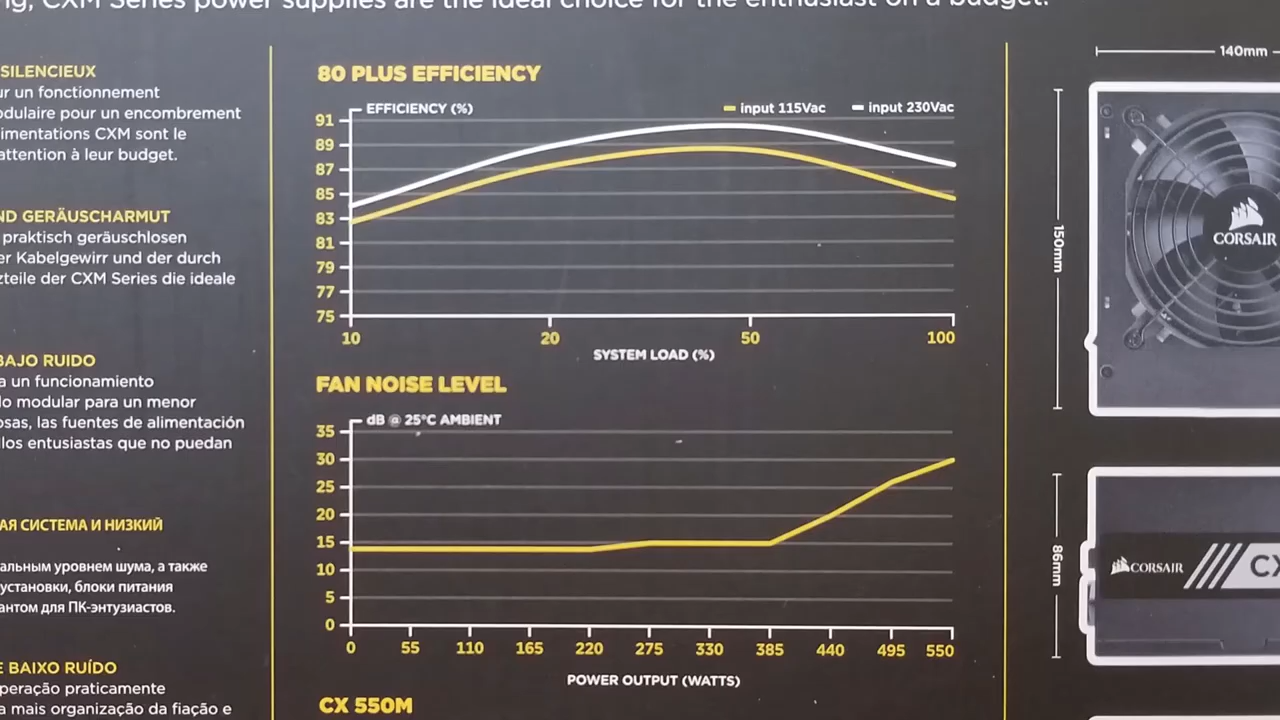 CXM Series power supplies are the ideal choice for the enthusiast on a budget.
SILENCIEUX
ur un fonctionnement
odulaire pour un encombrement
imentations CXM sont le
attention à leur budget.
ND GERÄUSCHARMUT
praktisch geräuschlosen
er Kabelgewirr und der durch
zteile der CXM Series die ideale
BAJO RUIDO
a un funcionamiento
lo modular para un menor
osas, las fuentes de alimentación
llos entusiastas que no puedan
АЯ СИСТЕМА И НИЗКИЙ
альным уровнем шума, а также
установки, блоки питания
антом для ПК-энтузиастов.
E BAIXO RUÍDO
peração praticamente
a mais organização da fiação e
80 PLUS EFFICIENCY
EFFICIENCY (%)
input 115Vac
input 230Vac
91
89
87
85
83
81
79
77
75
10
20
50
100
SYSTEM LOAD (%)
FAN NOISE LEVEL
dB @ 25°C AMBIENT
35
30
25
20
15
10
5
0
0
55
110
165
220
275
330
385
440
495
550
POWER OUTPUT (WATTS)
CX 550M
140mm
150mm
CORSAIR
86mm
CORSAIR
CX